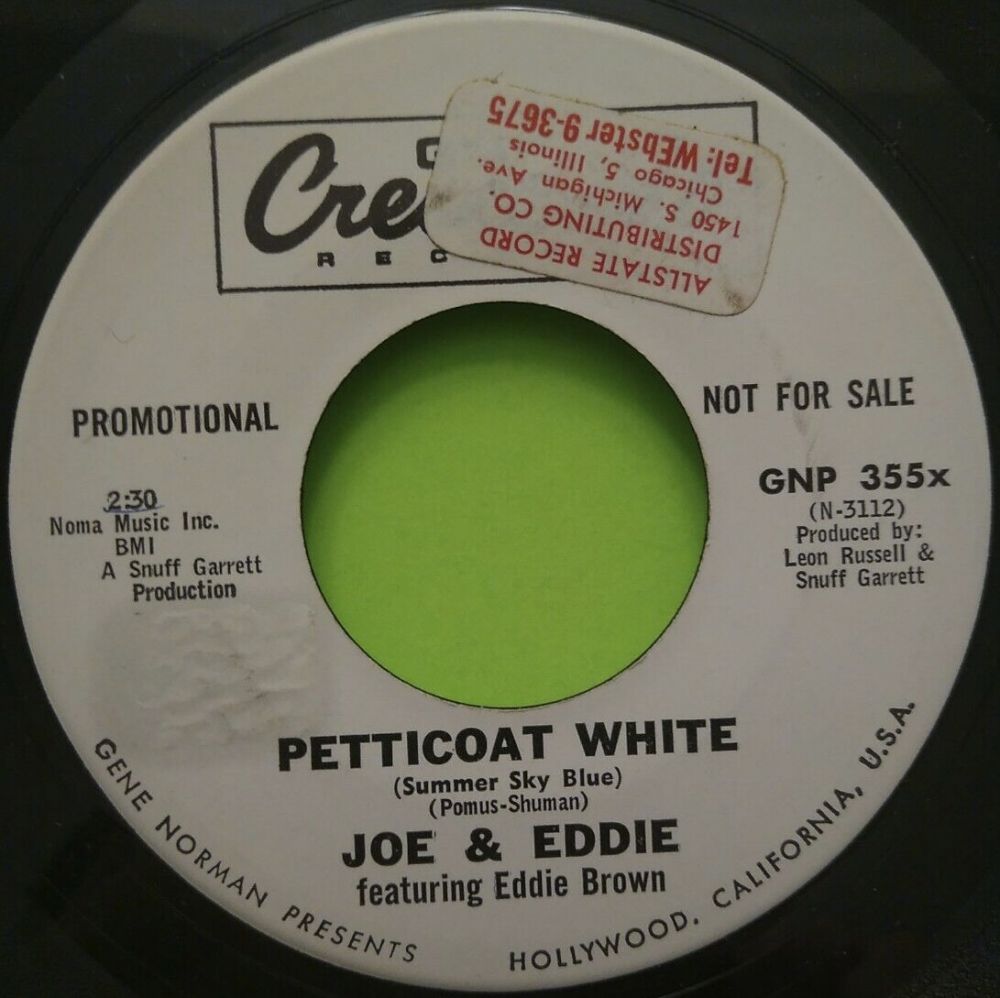 Cre
R E C
ALLSTATE RECORD
DISTRIBUTING CO.
1450 S. Michigan Ave.
Chicago 5, Illinois
Tel: WEbster 9-3675
PROMOTIONAL
NOT FOR SALE
2:30
Noma Music Inc.
BMI
A Snuff Garrett
Production
GNP 355x
(N-3112)
Produced by:
Leon Russell &
Snuff Garrett
PETTICOAT WHITE
(Summer Sky Blue)
(Pomus-Shuman)
JOE & EDDIE
featuring Eddie Brown
GENE NORMAN PRESENTS
HOLLYWOOD, CALIFORNIA, U.S.A.